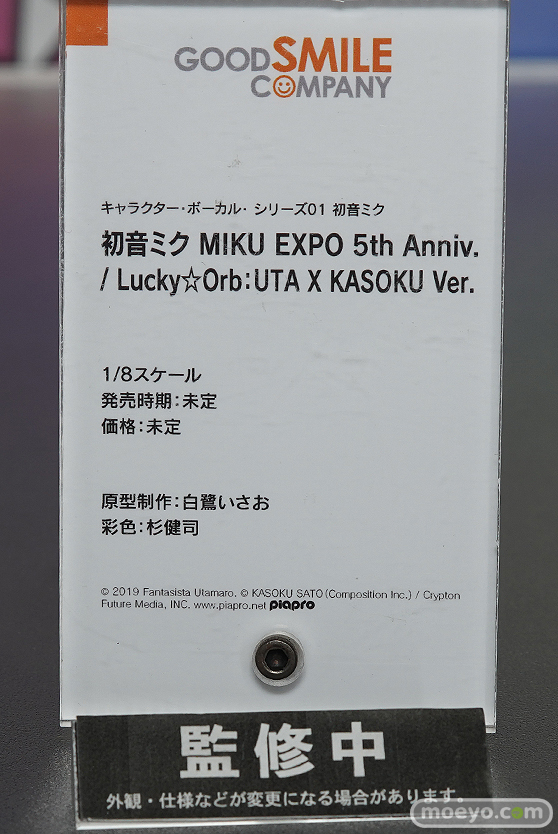 GOODSMILE
COMPANY
キャラクター・ボーカル・シリーズ01 初音ミク
初音ミク MIKU EXPO 5th Anniv.
/ Lucky☆Orb:UTA X KASOKU Ver.
1/8スケール
発売時期:未定
価格:未定
原型制作:白鷺いさお
彩色:杉健司
© 2019 Fantasista Utamaro. © KASOKU SATO(Composition Inc.) / Crypton
Future Media, INC. www.piapro.net piapro
監修中
外観・仕様などが変更になる場合があります。
moeyo.com